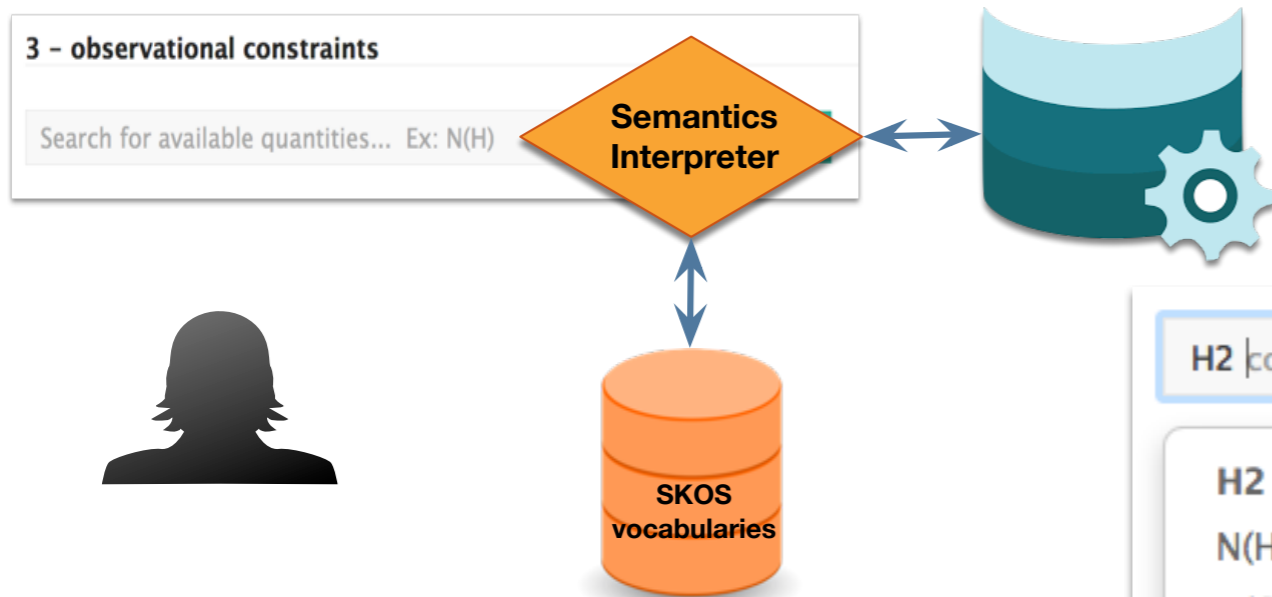 3 – observational constraints
Search for available quantities... Ex: N(H)
Semantics
Interpreter
SKOS
vocabularies
H2
H2